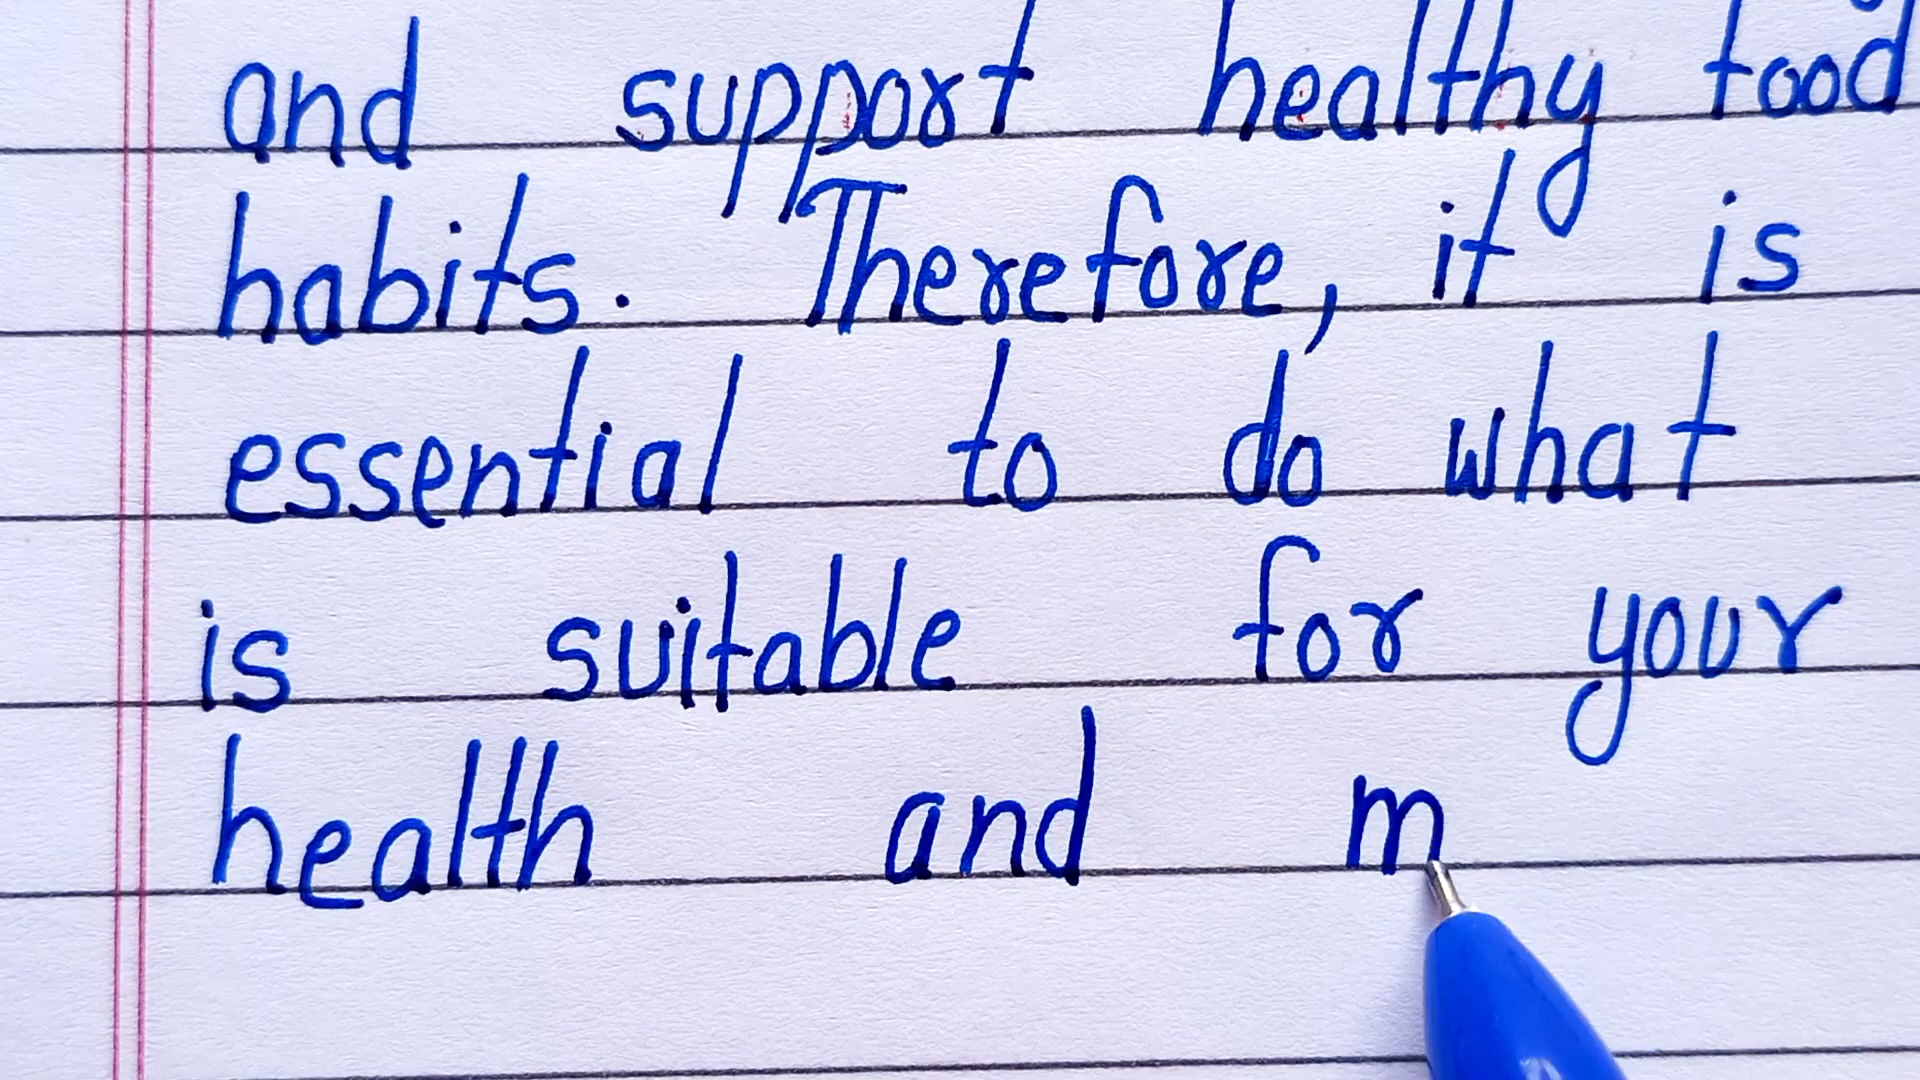 and support healthy food
habits. Therefore, it is
essential to do what
is suitable for your
health and m